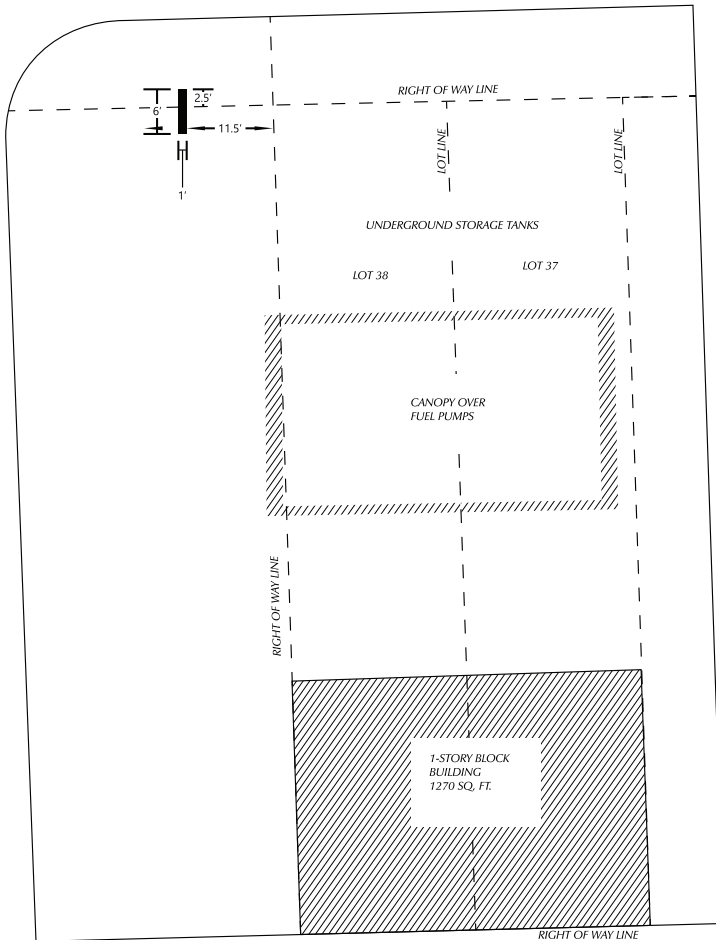 RIGHT OF WAY LINE
2.5'
6'
11.5'
1'
LOT LINE
LOT LINE
UNDERGROUND STORAGE TANKS
LOT 38
LOT 37
CANOPY OVER
FUEL PUMPS
RIGHT OF WAY LINE
1-STORY BLOCK
BUILDING
1270 SQ, FT.
RIGHT OF WAY LINE